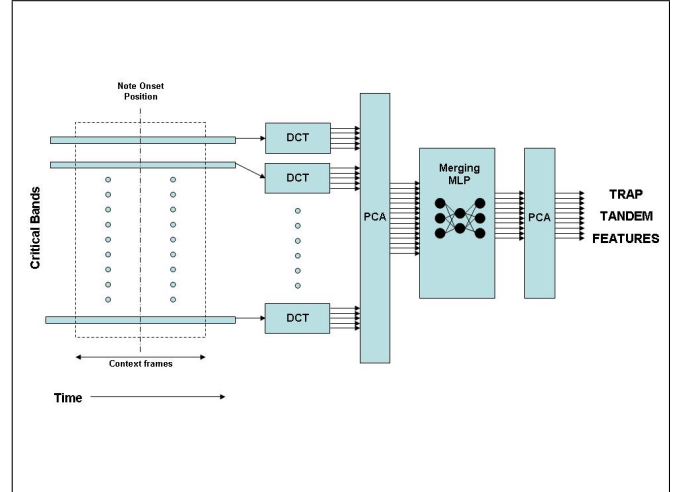 Note Onset
Position
Critical Bands
DCT
DCT
DCT
PCA
Merging
MLP
PCA
TRAP
TANDEM
FEATURES
Context frames
Time